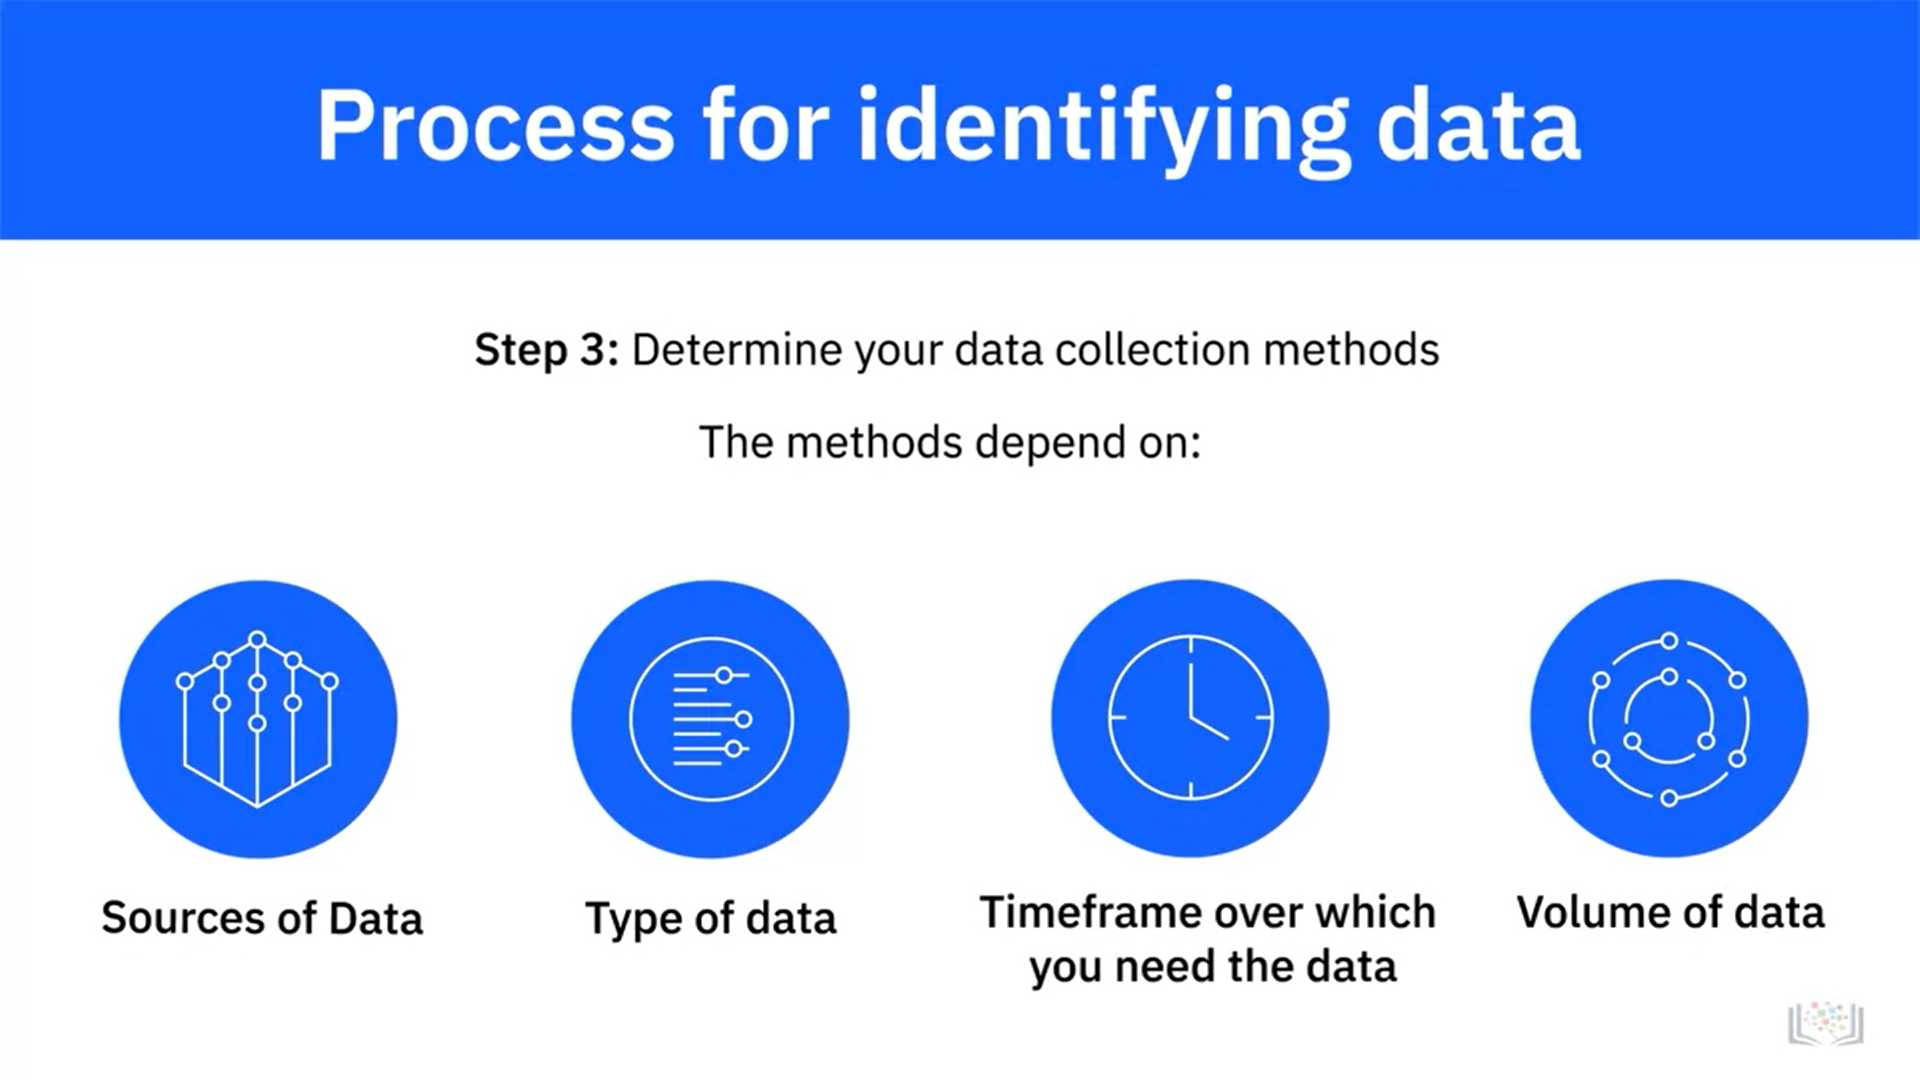 Process for identifying data
Step 3: Determine your data collection methods
The methods depend on:
Sources of Data
Type of data
Timeframe over which
you need the data
Volume of data